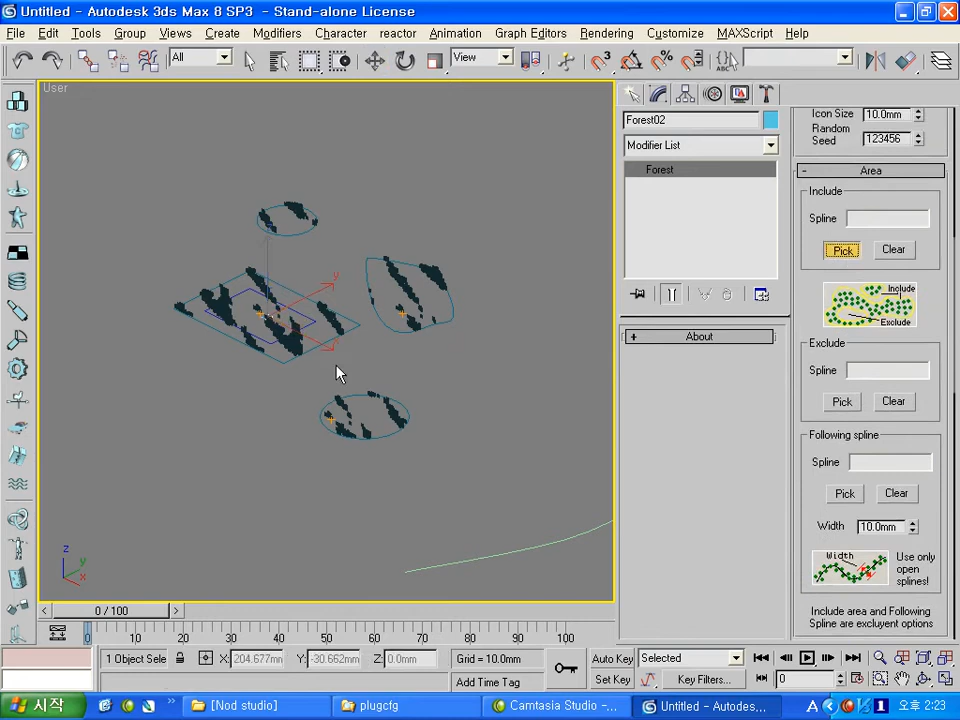 Untitled - Autodesk 3ds Max 8 SP3 - Stand-alone License
File Edit Tools Group Views Create Modifiers Character reactor Animation Graph Editors Rendering Customize MAXScript Help
All
View
User
Forest02
Modifier List
Forest
About
Icon Size 10.0mm
Random Seed 123456
Area
Include
Spline
Pick Clear
Include
Exclude
Exclude
Spline
Pick Clear
Following spline
Spline
Pick Clear
Width 10.0mm
Width
Use only open splines!
Include area and Following Spline are excluyent options
y
z
y
x
0 / 100
0 10 20 30 40 50 60 70 80 90 100
1 Object Sele X: 204.677mm Y: -30.662mm Z: 0.0mm Grid = 10.0mm Auto Key Selected
Add Time Tag Set Key Key Filters... 0
시작 [Nod studio] plugcfg Camtasia Studio - ... Untitled - Autodes... A 오후 2:23